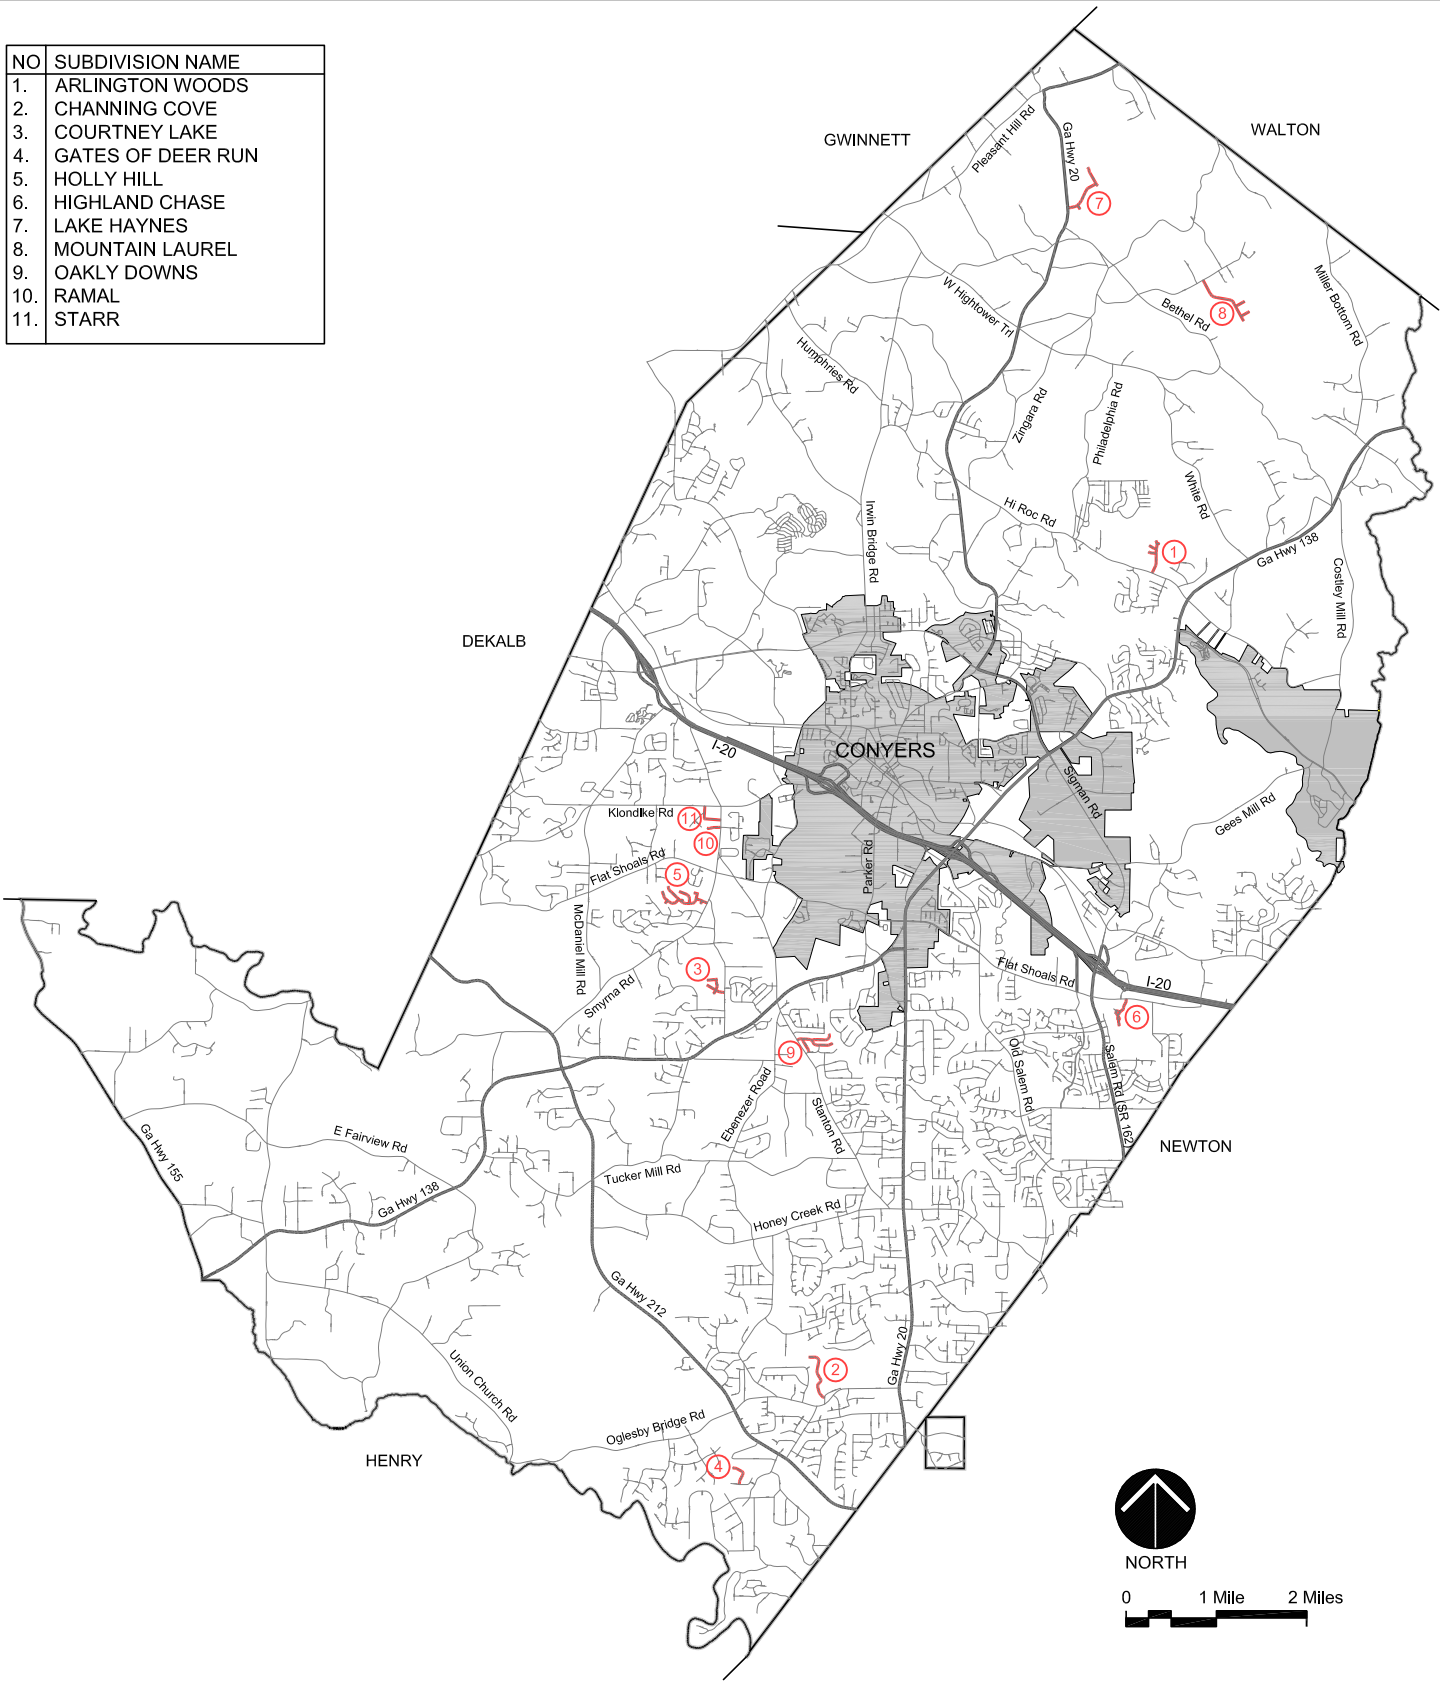 NO SUBDIVISION NAME
1. ARLINGTON WOODS
2. CHANNING COVE
3. COURTNEY LAKE
4. GATES OF DEER RUN
5. HOLLY HILL
6. HIGHLAND CHASE
7. LAKE HAYNES
8. MOUNTAIN LAUREL
9. OAKLY DOWNS
10. RAMAL
11. STARR
GWINNETT
WALTON
Pleasant Hill Rd
Ga Hwy 20
7
W Hightower Trl
Bethel Rd
8
Miller Bottom Rd
Humphries Rd
Zingara Rd
Philadelphia Rd
White Rd
Hi Roc Rd
Irwin Bridge Rd
1
Ga Hwy 138
Costley Mill Rd
DEKALB
I-20
CONYERS
Sigman Rd
Gees Mill Rd
Klondike Rd
11
10
Flat Shoals Rd
5
Parker Rd
McDaniel Mill Rd
Smyrna Rd
3
Flat Shoals Rd
I-20
6
9
Old Salem Rd
Salem Rd (SR 162)
Ebenezer Road
Stanton Rd
NEWTON
Ga Hwy 155
E Fairview Rd
Tucker Mill Rd
Ga Hwy 138
Honey Creek Rd
Ga Hwy 212
Ga Hwy 20
Union Church Rd
2
Oglesby Bridge Rd
HENRY
4
NORTH
0 1 Mile 2 Miles